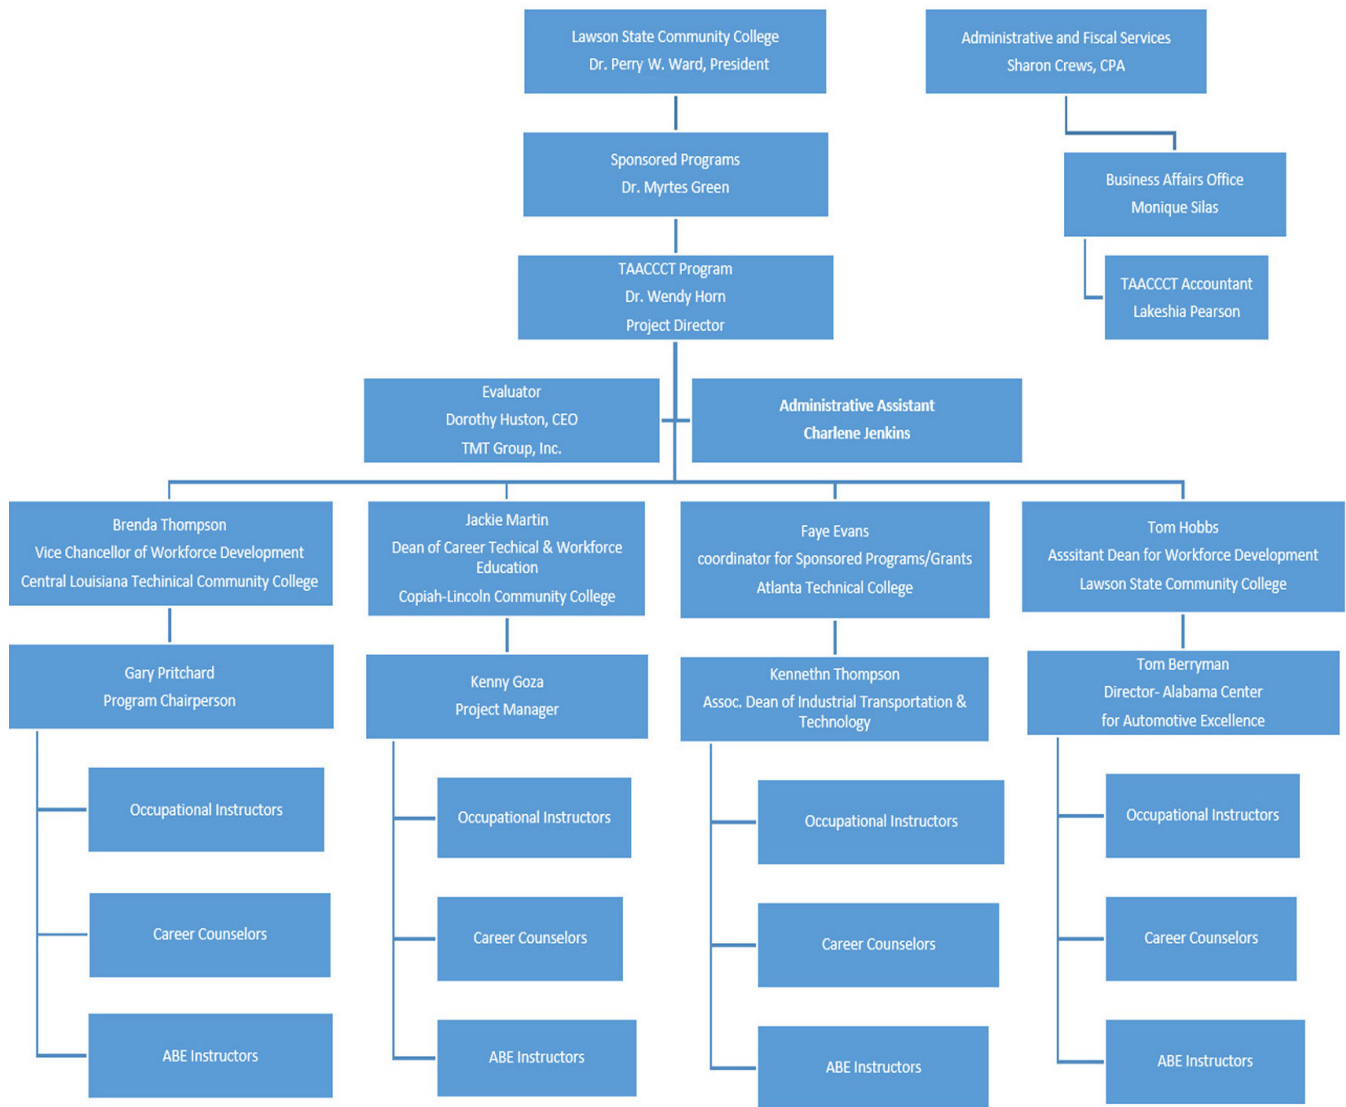 Lawson State Community College
Dr. Perry W. Ward, President
Administrative and Fiscal Services
Sharon Crews, CPA
Sponsored Programs
Dr. Myrtes Green
Business Affairs Office
Monique Silas
TAACCCT Program
Dr. Wendy Horn
Project Director
TAACCCT Accountant
Lakeshia Pearson
Evaluator
Dorothy Huston, CEO
TMT Group, Inc.
Administrative Assistant
Charlene Jenkins
Brenda Thompson
Vice Chancellor of Workforce Development
Central Louisiana Techinical Community College
Jackie Martin
Dean of Career Techical & Workforce
Education
Copiah-Lincoln Community College
Faye Evans
coordinator for Sponsored Programs/Grants
Atlanta Technical College
Tom Hobbs
Asssitant Dean for Workforce Development
Lawson State Community College
Gary Pritchard
Program Chairperson
Kenny Goza
Project Manager
Kennethn Thompson
Assoc. Dean of Industrial Transportation &
Technology
Tom Berryman
Director- Alabama Center
for Automotive Excellence
Occupational Instructors
Occupational Instructors
Occupational Instructors
Occupational Instructors
Career Counselors
Career Counselors
Career Counselors
Career Counselors
ABE Instructors
ABE Instructors
ABE Instructors
ABE Instructors